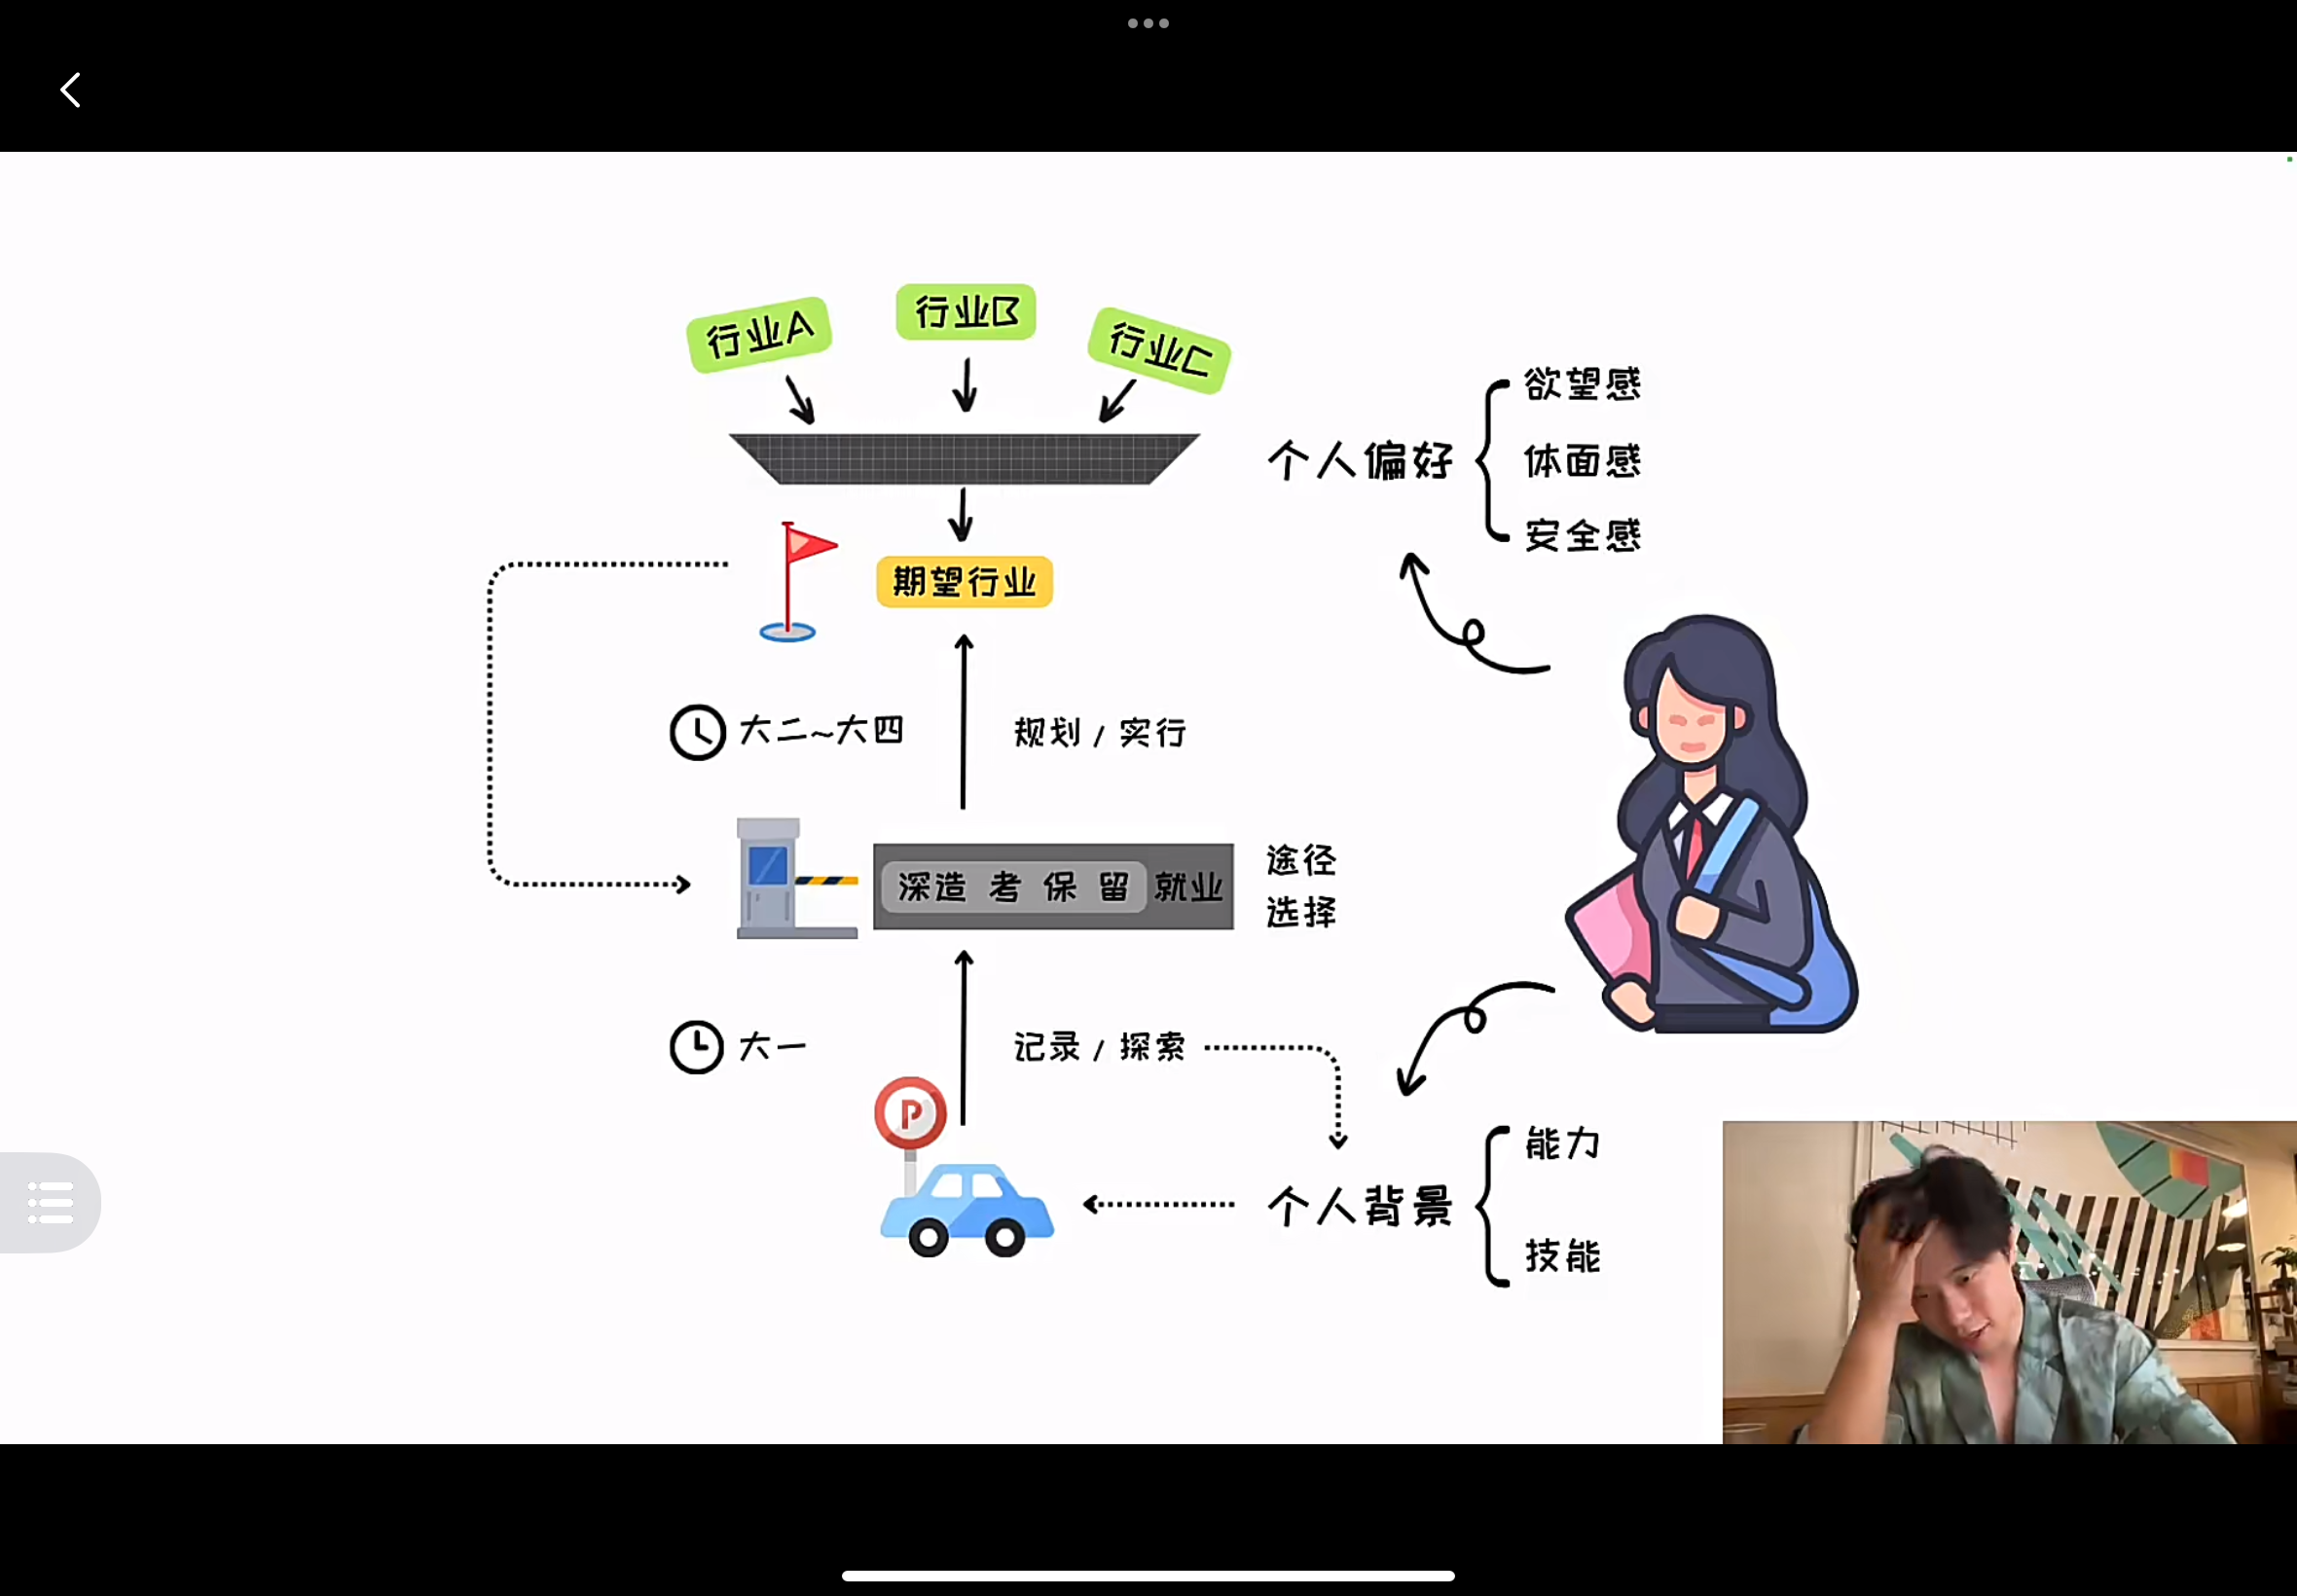 行业A
行业B
行业C
个人偏好
欲望感
体面感
安全感
期望行业
大二~大四
规划 / 实行
深造 考 保 留 就业
途径
选择
大一
记录 / 探索
P
个人背景
能力
技能